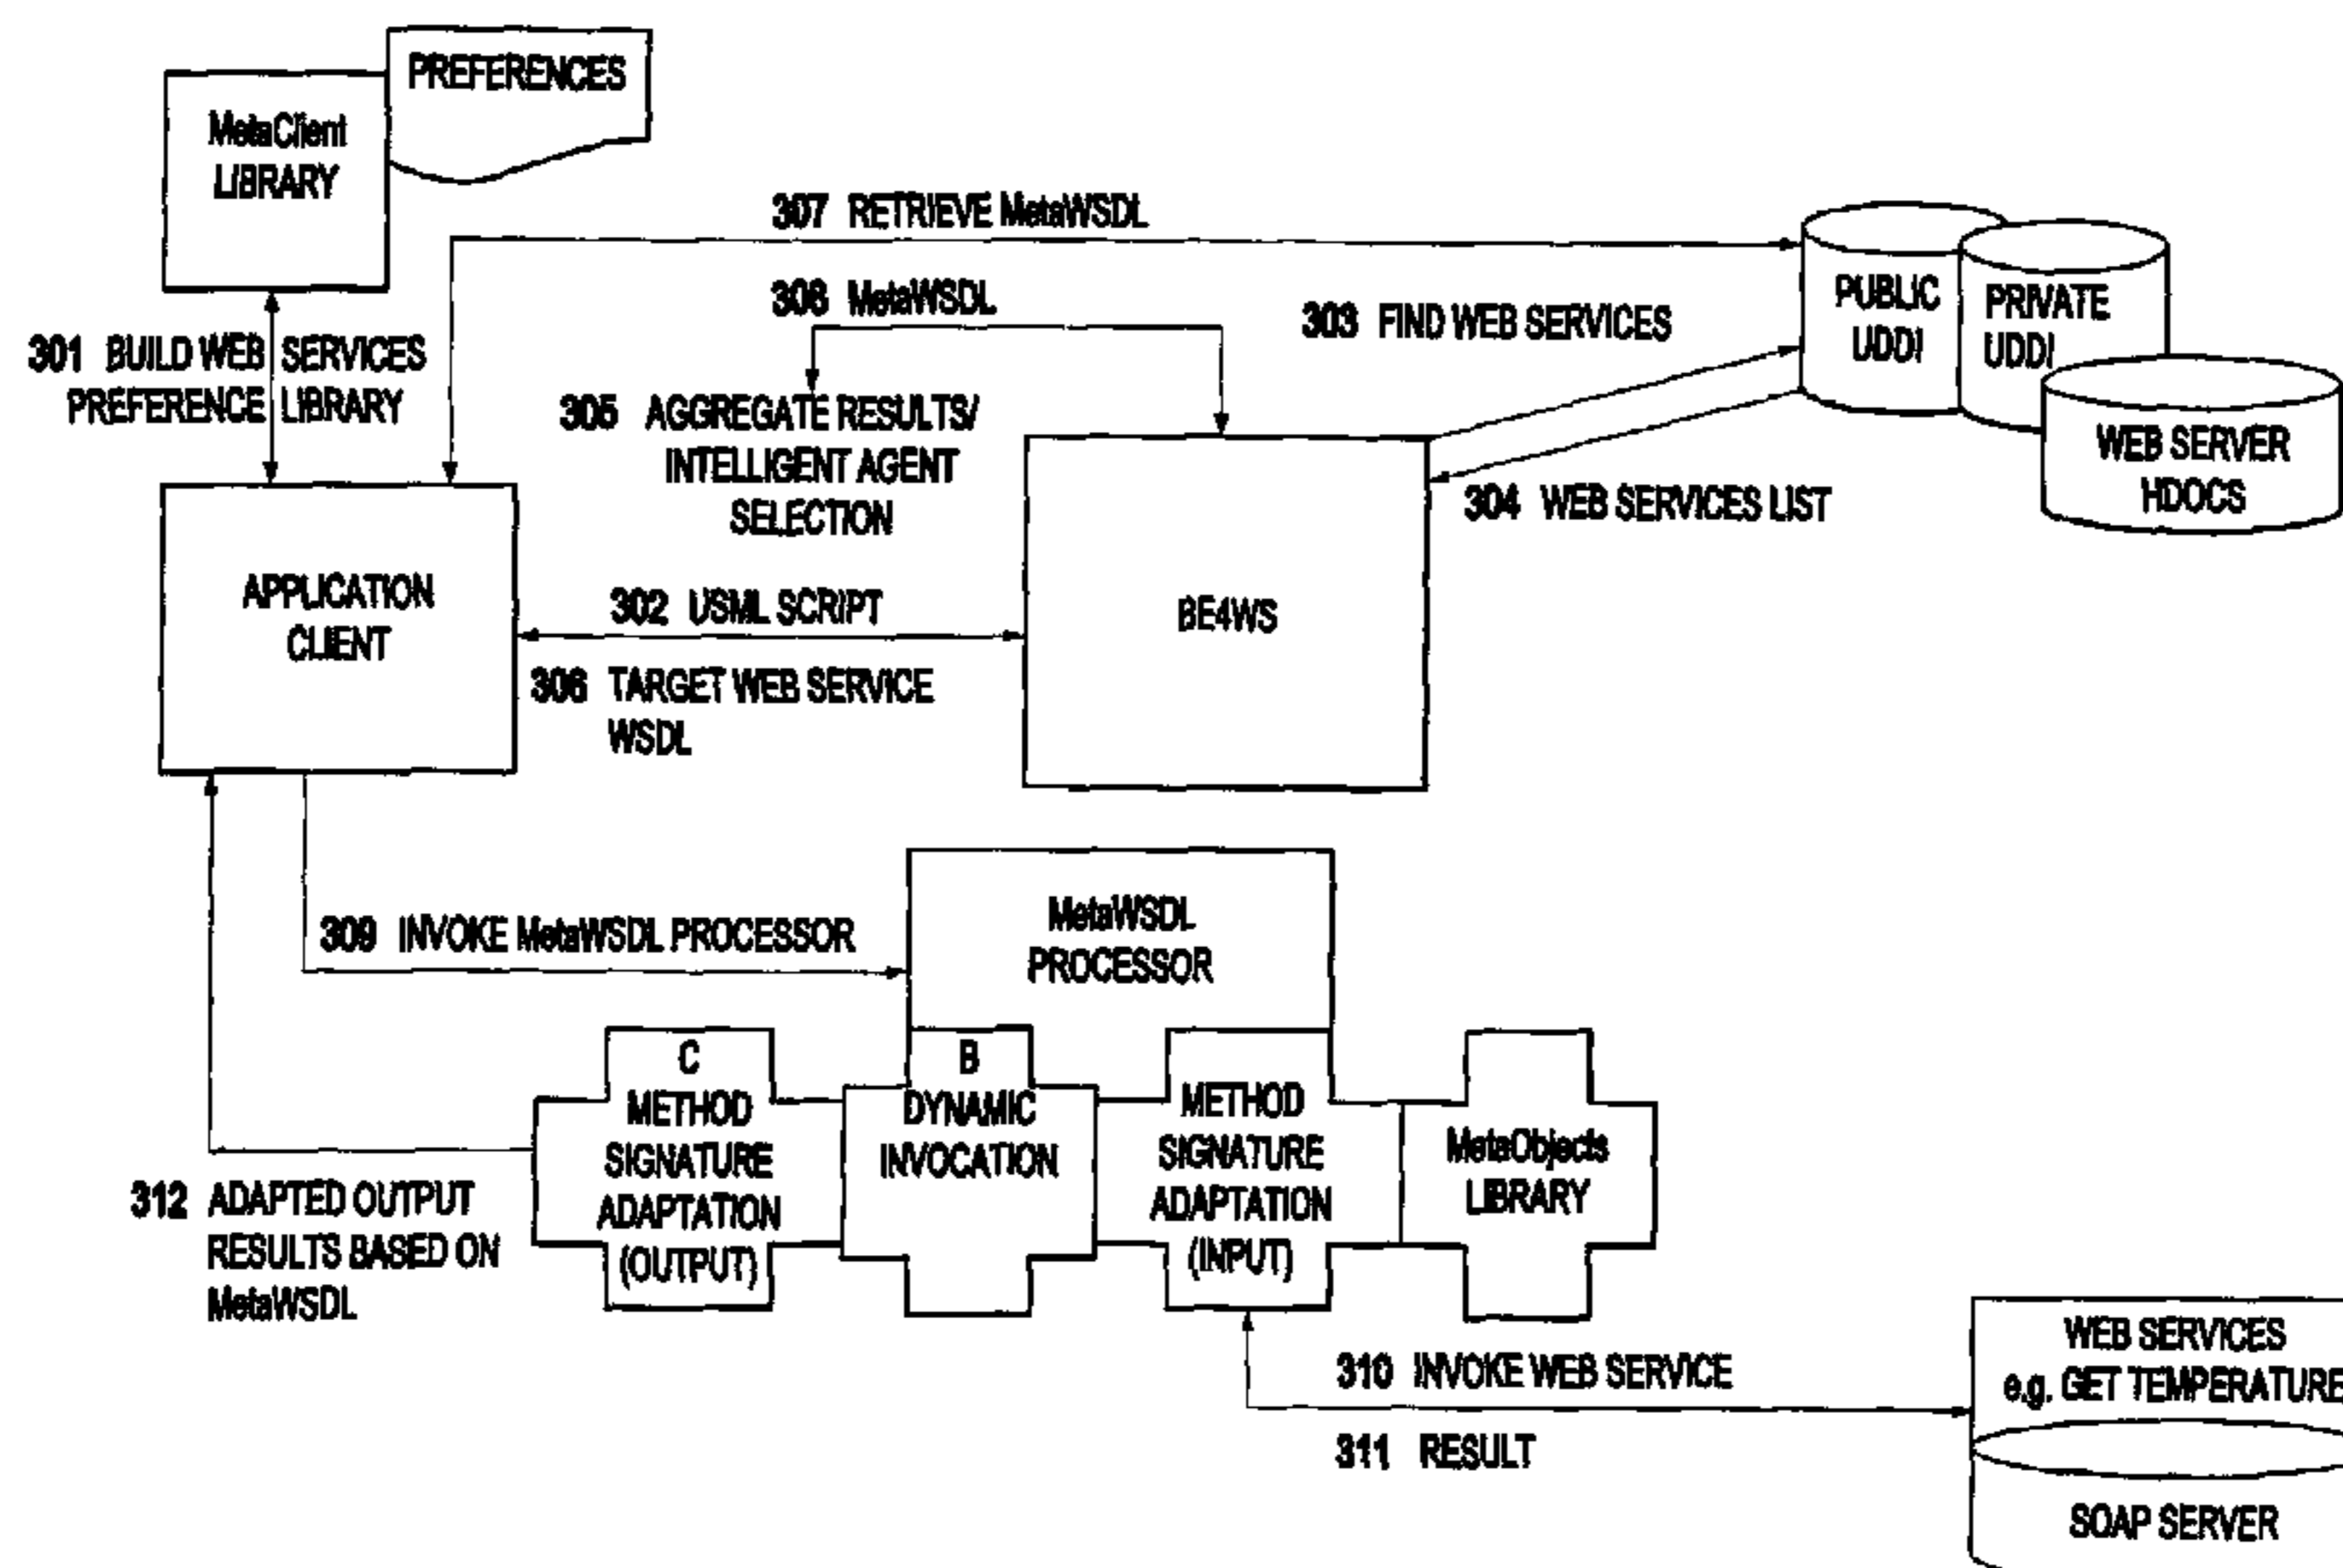 PREFERENCES
MetaClient
LIBRARY
307 RETRIEVE MetaWSDL
308 MetaWSDL
303 FIND WEB SERVICES
PUBLIC
UDDI
PRIVATE
UDDI
WEB SERVER
HDOCS
301 BUILD WEB SERVICES
PREFERENCE LIBRARY
305 AGGREGATE RESULTS/
INTELLIGENT AGENT
SELECTION
304 WEB SERVICES LIST
APPLICATION
CLIENT
302 USML SCRIPT
BE4WS
306 TARGET WEB SERVICE
WSDL
309 INVOKE MetaWSDL PROCESSOR
MetaWSDL
PROCESSOR
C
METHOD
SIGNATURE
ADAPTATION
(OUTPUT)
B
DYNAMIC
INVOCATION
METHOD
SIGNATURE
ADAPTATION
(INPUT)
MetaObjects
LIBRARY
312 ADAPTED OUTPUT
RESULTS BASED ON
MetaWSDL
310 INVOKE WEB SERVICE
311 RESULT
WEB SERVICES
e.g. GET TEMPERATURE
SOAP SERVER